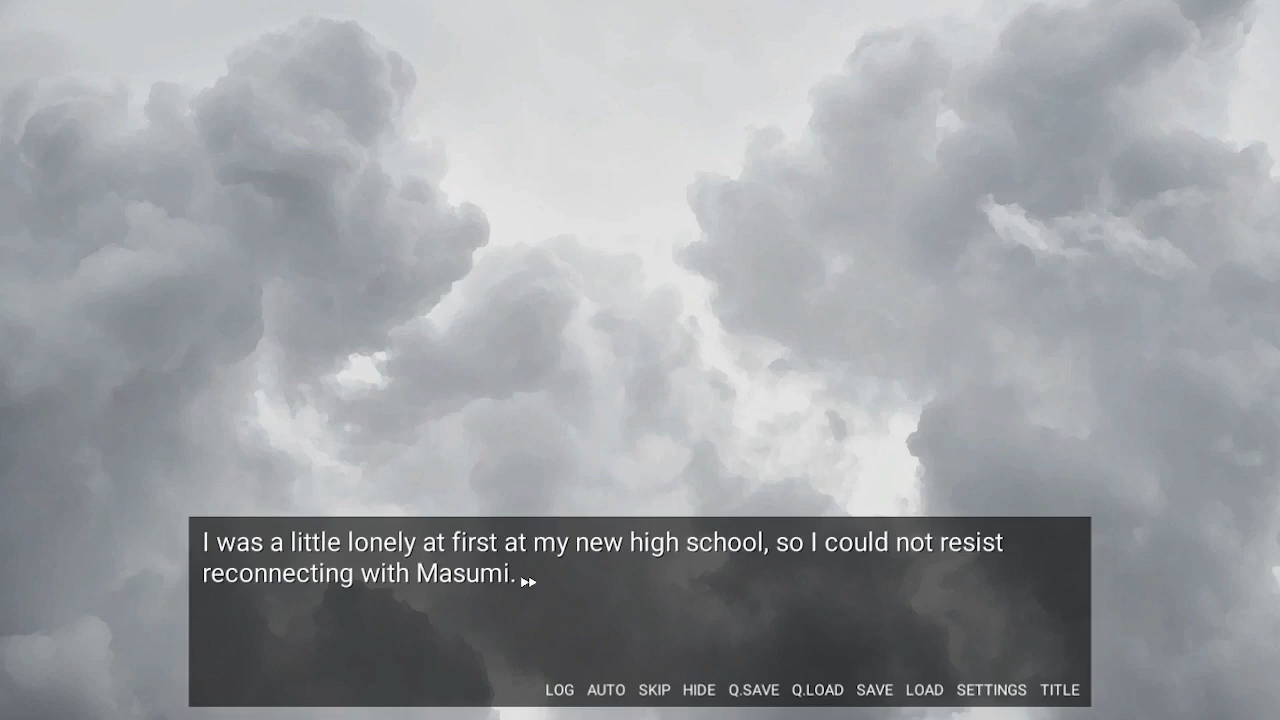 I was a little lonely at first at my new high school, so I could not resist
reconnecting with Masumi.
LOG AUTO SKIP HIDE Q.SAVE Q.LOAD SAVE LOAD SETTINGS TITLE